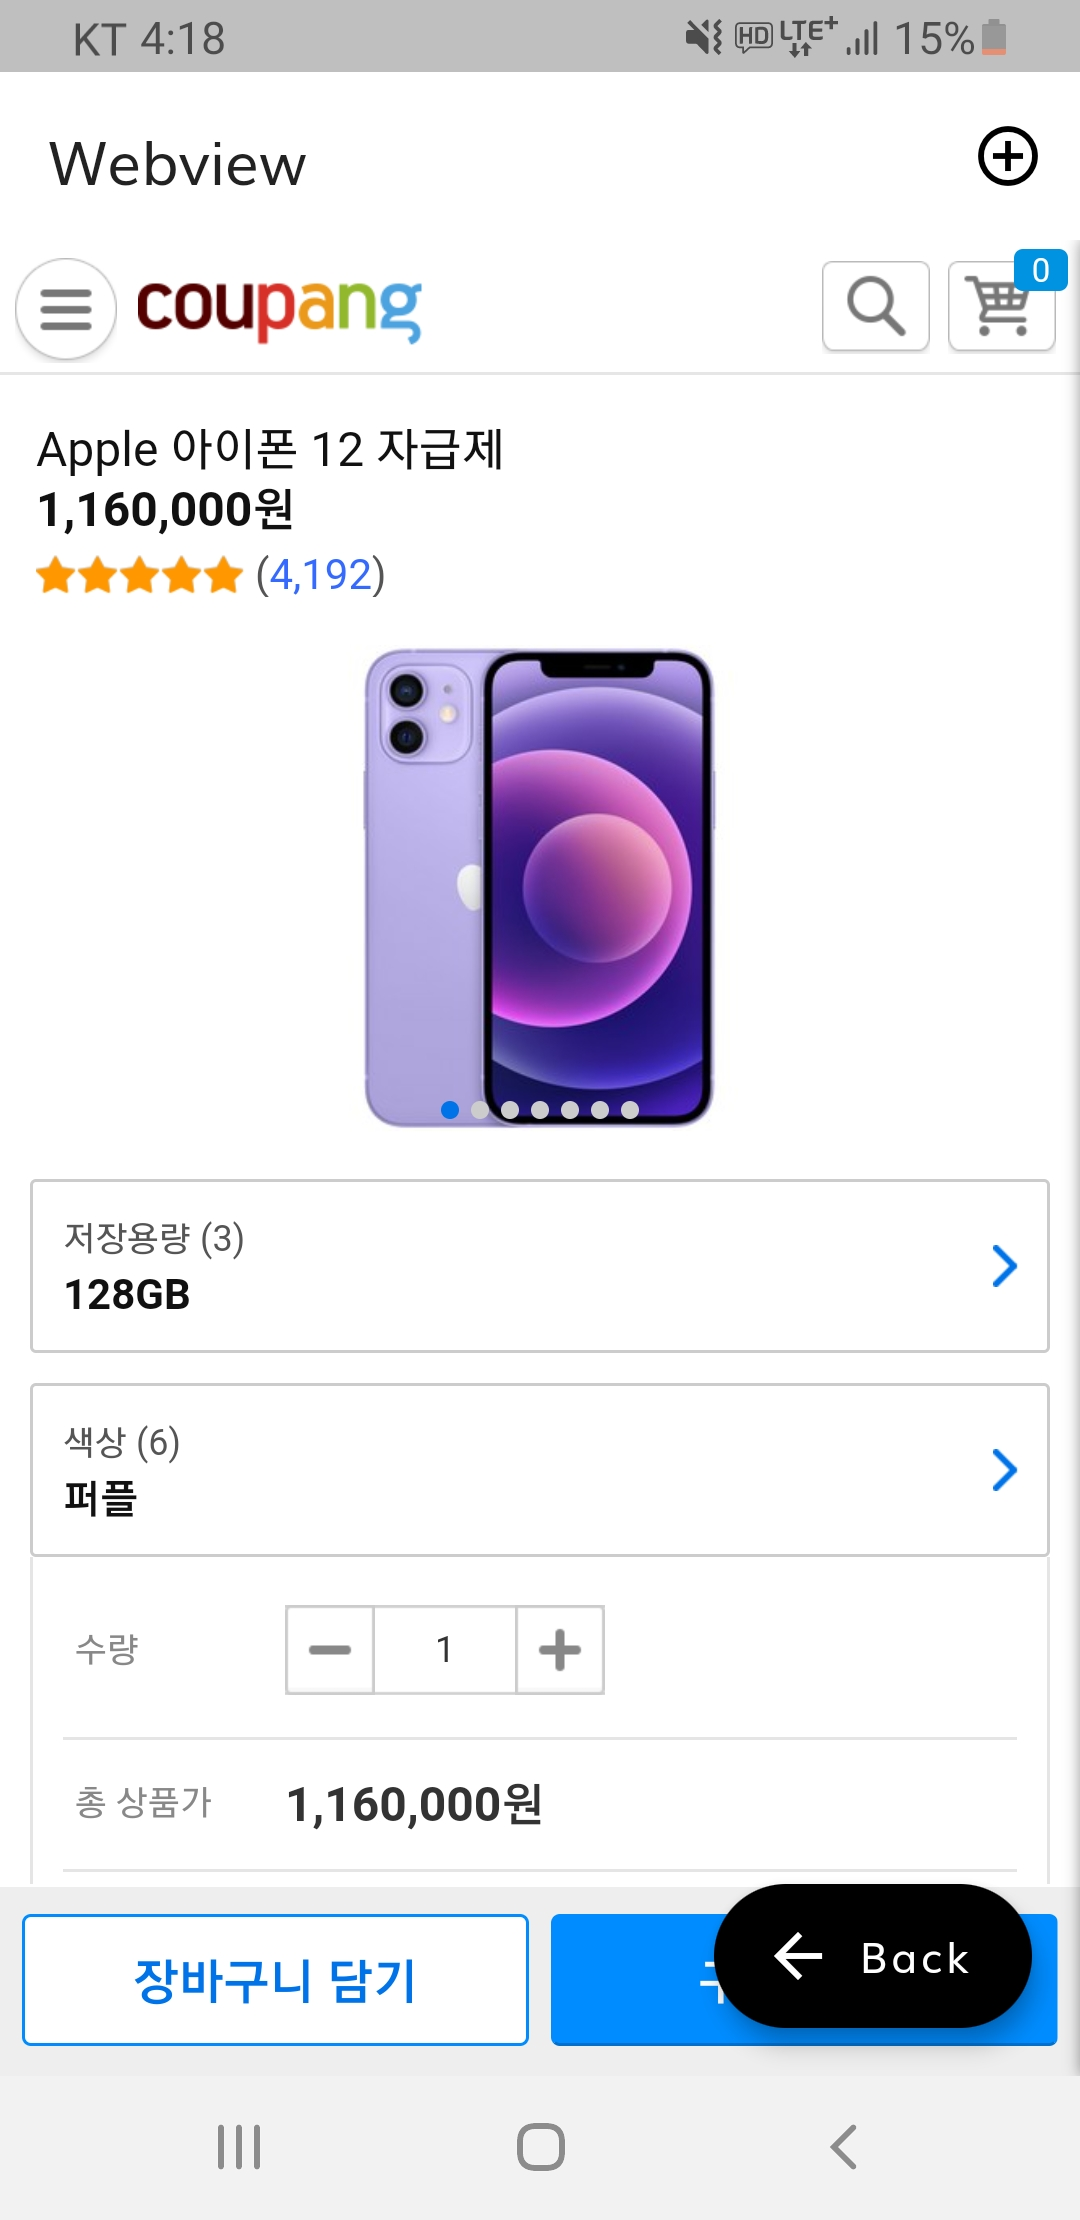 KT 4:18
HD LTE+ 15%
Webview
coupang
0
Apple 아이폰 12 자급제
1,160,000원
(4,192)
저장용량 (3)
128GB
색상 (6)
퍼플
수량
1
총 상품가
1,160,000원
장바구니 담기
Back